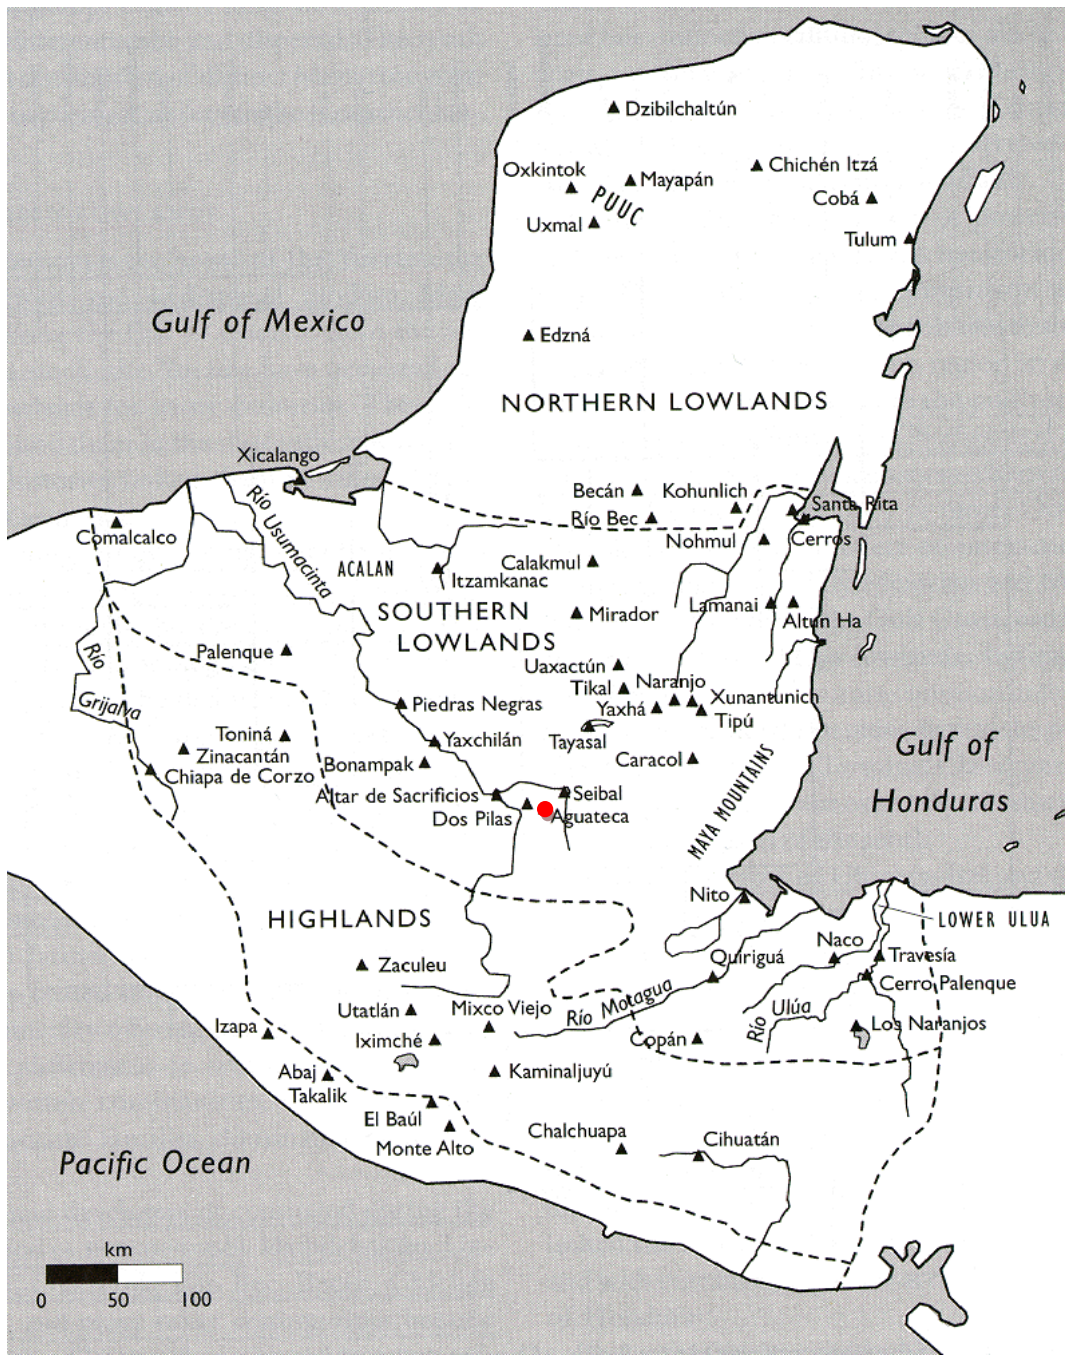 Dzibilchaltún
Oxkintok
Mayapán
Chichén Itzá
PUUC
Cobá
Uxmal
Tulum
Gulf of Mexico
Edzná
NORTHERN LOWLANDS
Xicalango
Río Usumacinta
Becán
Kohunlich
Santa Rita
Río Bec
Comalcalco
Nohmul
Cerros
ACALAN
Calakmul
Itzamkanac
SOUTHERN
LOWLANDS
Mirador
Lamanai
Altun Ha
Río
Grijalva
Palenque
Uaxactún
Tikal
Naranjo
Xunantunich
Piedras Negras
Yaxhá
Tipú
Toniná
Zinacantán
Yaxchilán
Tayasal
Gulf of
Honduras
Chiapa de Corzo
Bonampak
Caracol
MAYA MOUNTAINS
Altar de Sacrificios
Seibal
Dos Pilas
Aguateca
Nito
HIGHLANDS
LOWER ULUA
Naco
Zaculeu
Quiriguá
Travesía
Cerro Palenque
Utatlán
Mixco Viejo
Río Motagua
Río Ulúa
Izapa
Iximché
Copán
Los Naranjos
Abaj
Takalik
Kaminaljuyú
El Baúl
Monte Alto
Chalchuapa
Cihuatán
Pacific Ocean
km
0 50 100